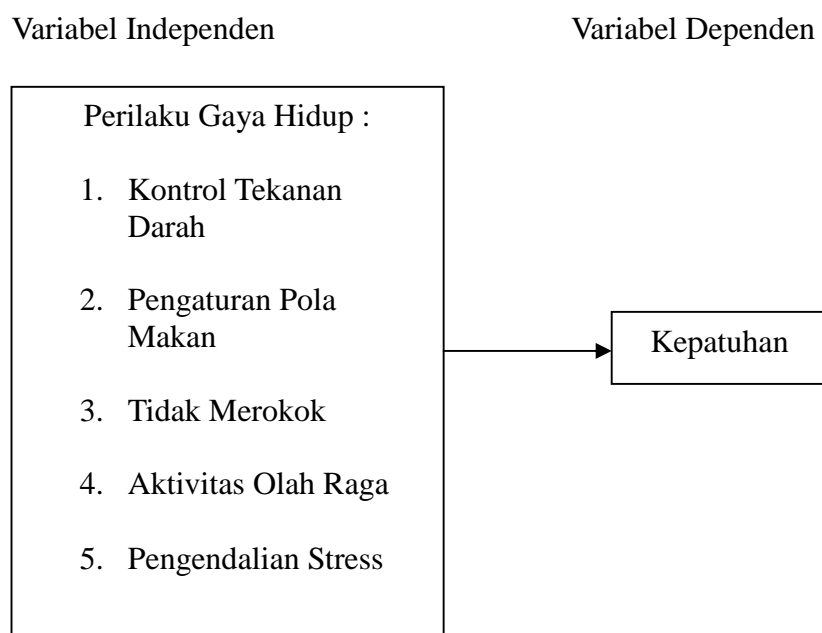 Variabel Independen Variabel Dependen
Perilaku Gaya Hidup :
1. Kontrol Tekanan
Darah
2. Pengaturan Pola
Makan
3. Tidak Merokok
4. Aktivitas Olah Raga
5. Pengendalian Stress
Kepatuhan